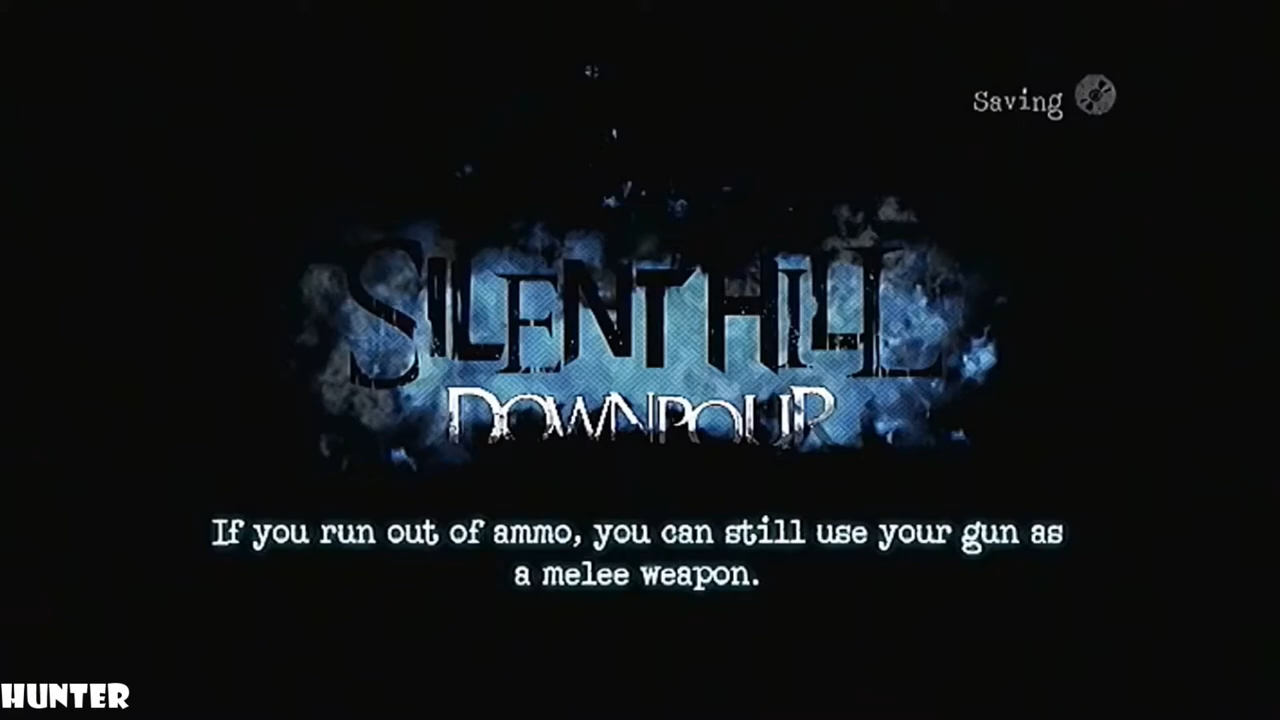 Saving
SILENT HILL
DOWNPOUR
If you run out of ammo, you can still use your gun as
a melee weapon.
HUNTER